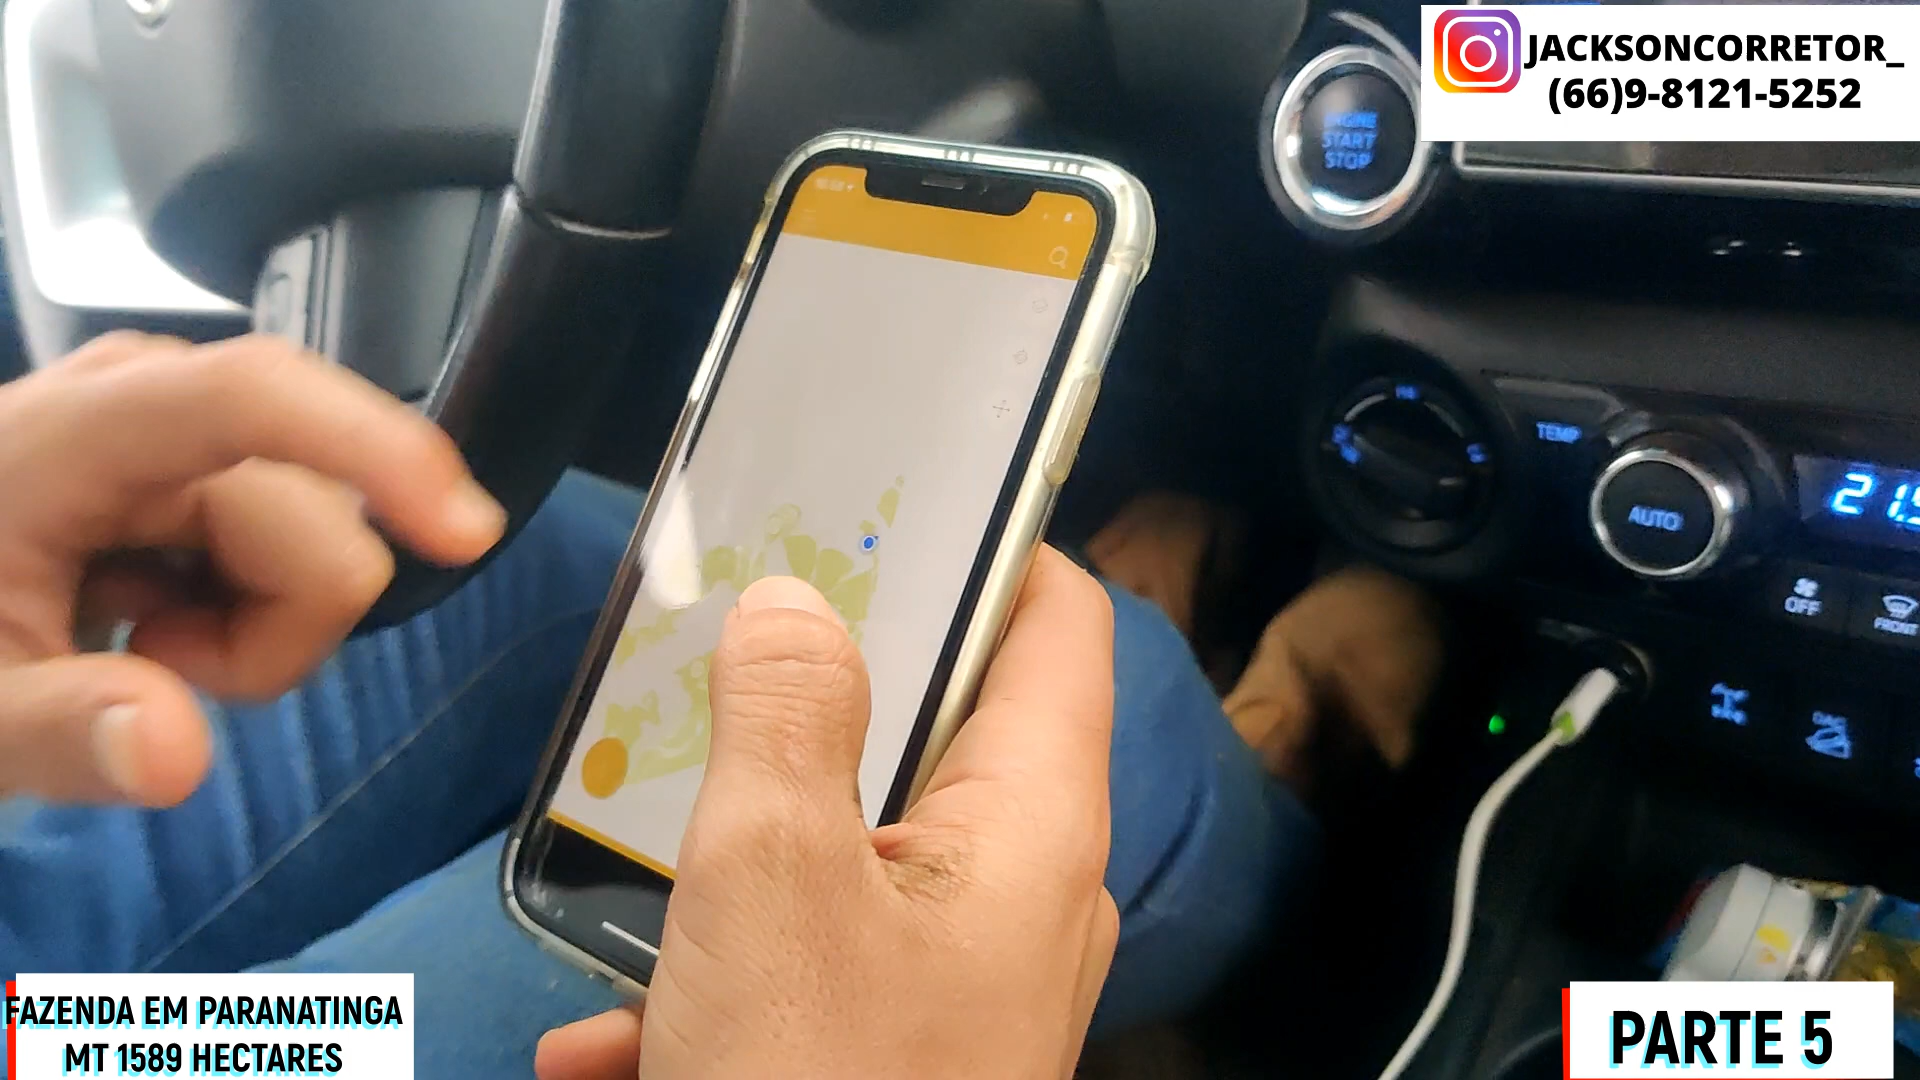 JACKSONCORRETOR_
(66)9-8121-5252
ENGINE
START
STOP
TEMP
AUTO
OFF
FRONT
DAC
FAZENDA EM PARANATINGA
MT 1589 HECTARES
PARTE 5